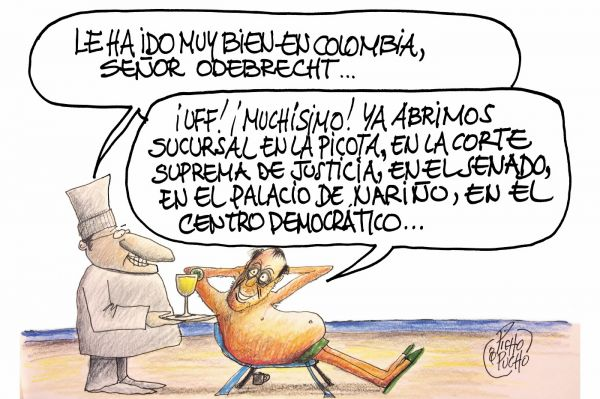 LE HA IDO MUY BIEN EN COLOMBIA,
SEÑOR ODEBRECHT...
¡UFF! ¡MUCHÍSIMO! YA ABRIMOS
SUCURSAL EN LA PICOTA, EN LA CORTE
SUPREMA DE JUSTICIA, EN EL SENADO,
EN EL PALACIO DE NARIÑO, EN EL
CENTRO DEMOCRÁTICO...
PICHO
& PUCHO